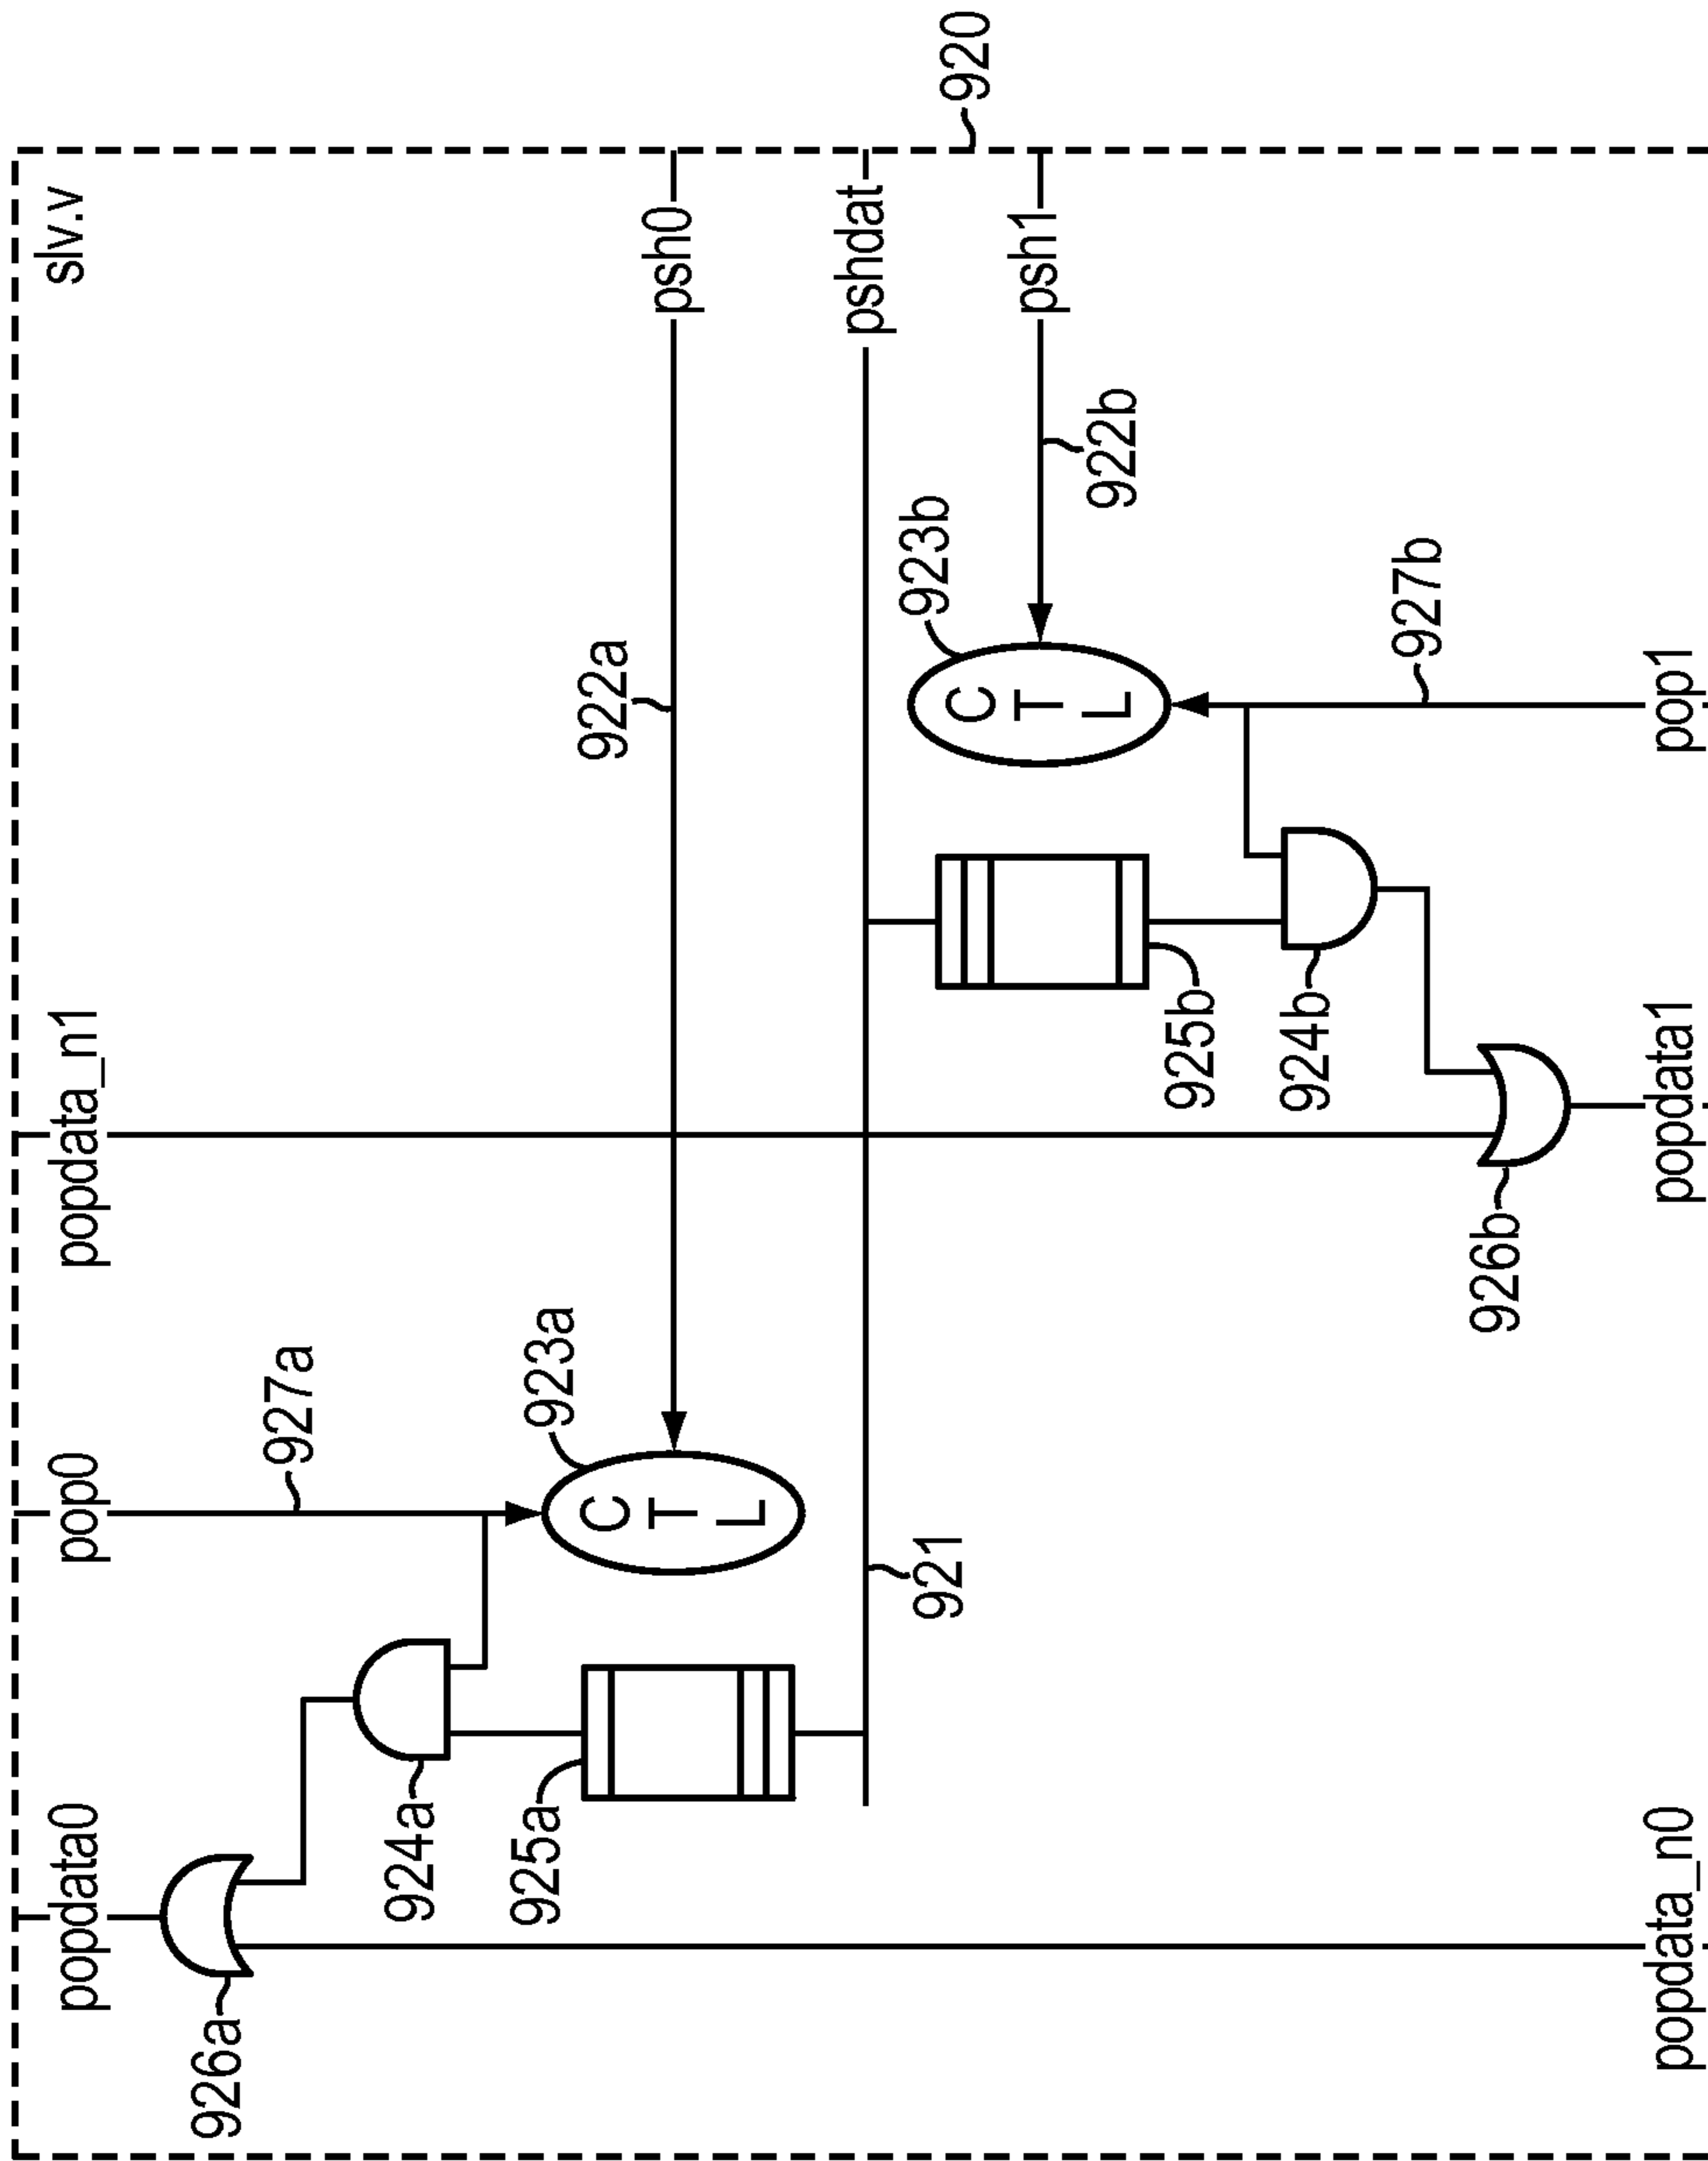 slv.v
920
psh0
pshdat
psh1
922a
922b
923b
C
T
L
927b
pop1
popdata_n1
925b
924b
popdata1
926b
pop0
927a
923a
C
T
L
921
popdata0
924a
925a
926a
popdata_n0